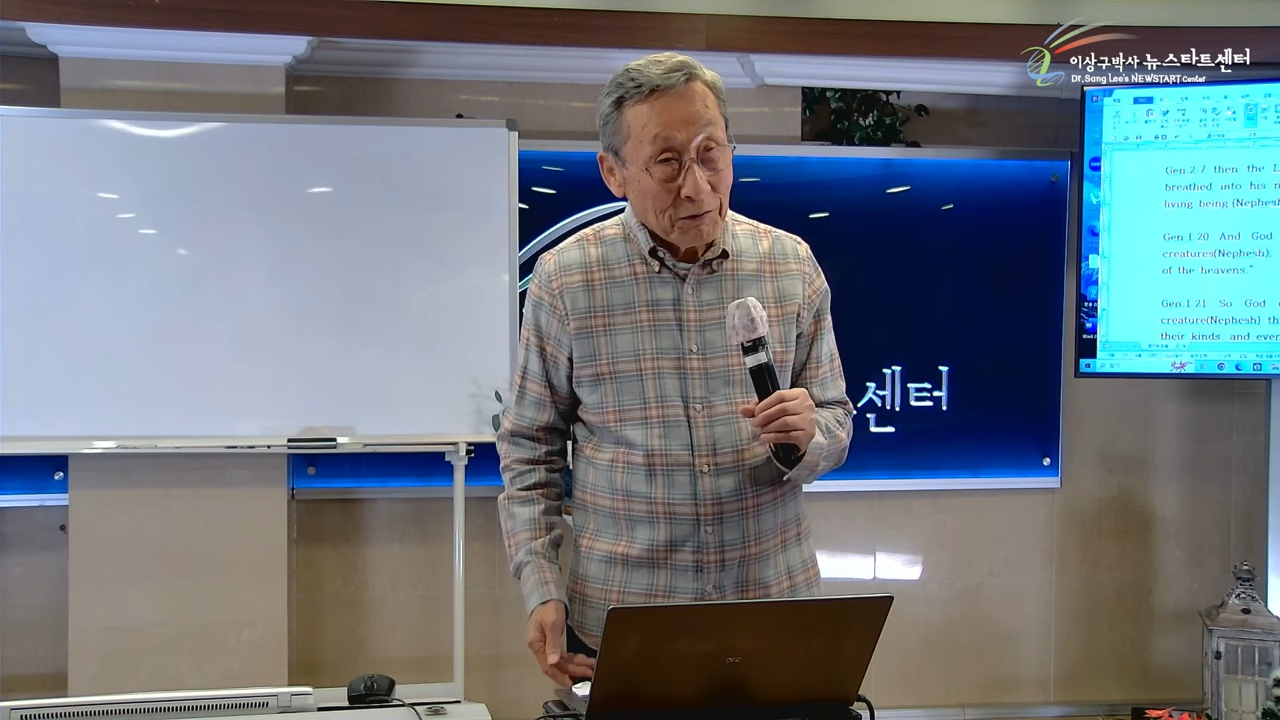 이상구박사 뉴스타트센터
Dr. Sang Lee's NEWSTART Center
Gen.2.7 then the L
breathed into his n
living being (Nephesh
Gen.1.20 And God
creatures(Nephesh).
of the heavens."
Gen.1.21 So God
creature(Nephesh) th
their kinds, and ever
센터